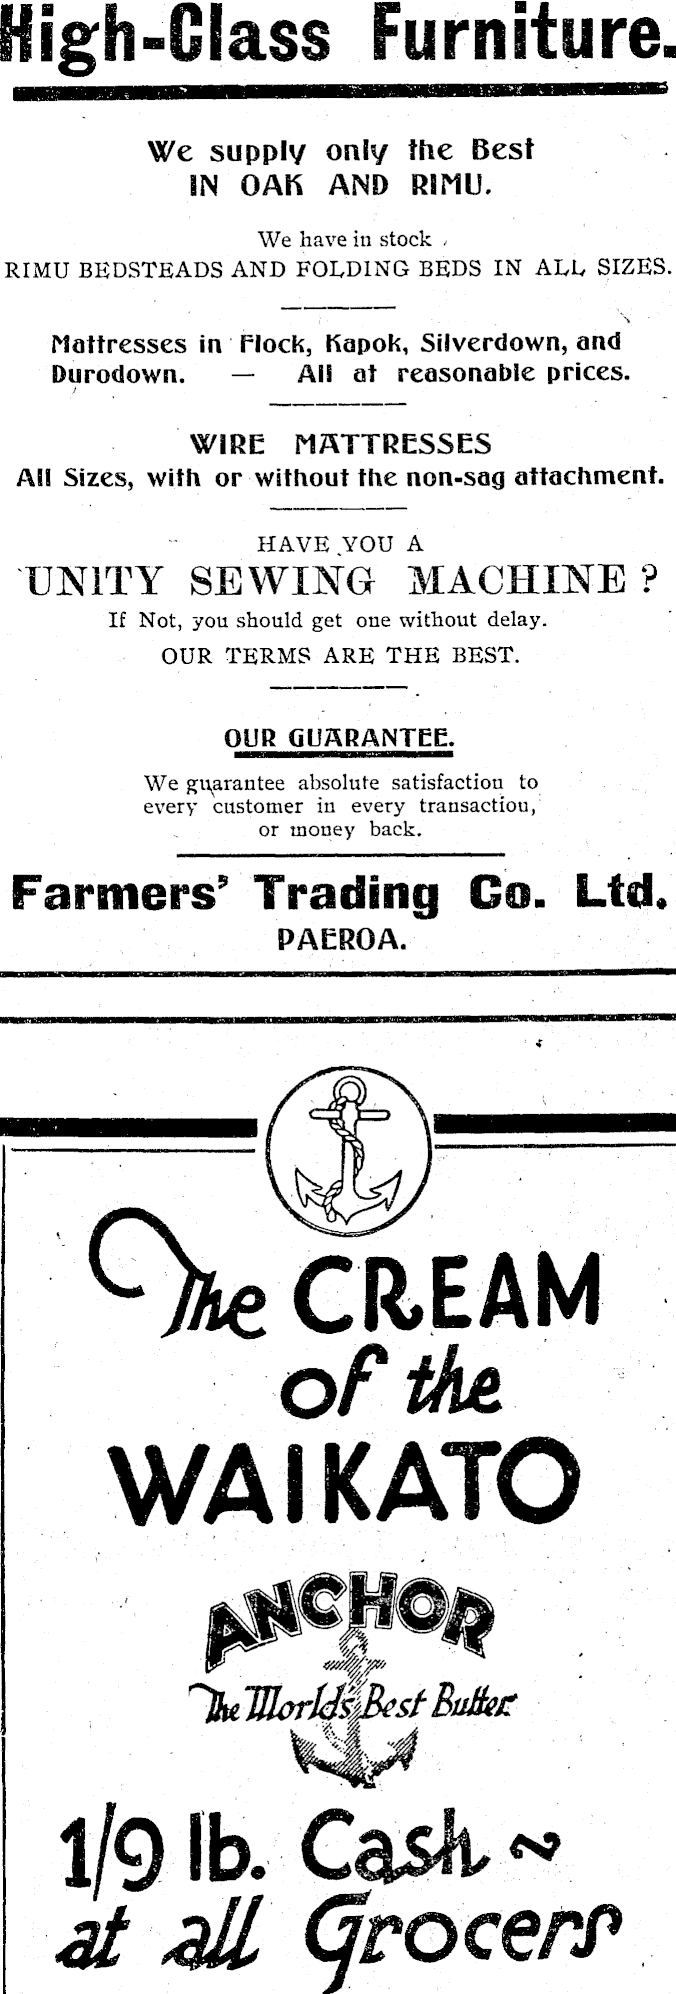 High-Class Furniture.
We supply only the Best
IN OAK AND RIMU.
We have in stock
RIMU BEDSTEADS AND FOLDING BEDS IN ALL SIZES.
Mattresses in Flock, Kapok, Silverdown, and
Durodown. — All at reasonable prices.
WIRE MATTRESSES
All Sizes, with or without the non-sag attachment.
HAVE YOU A
UNITY SEWING MACHINE ?
If Not, you should get one without delay.
OUR TERMS ARE THE BEST.
OUR GUARANTEE.
We guarantee absolute satisfaction to
every customer in every transaction,
or money back.
Farmers' Trading Co. Ltd.
PAEROA.
The CREAM
of the
WAIKATO
ANCHOR
The World's Best Butter
1/9 lb. Cash ~
at all Grocers